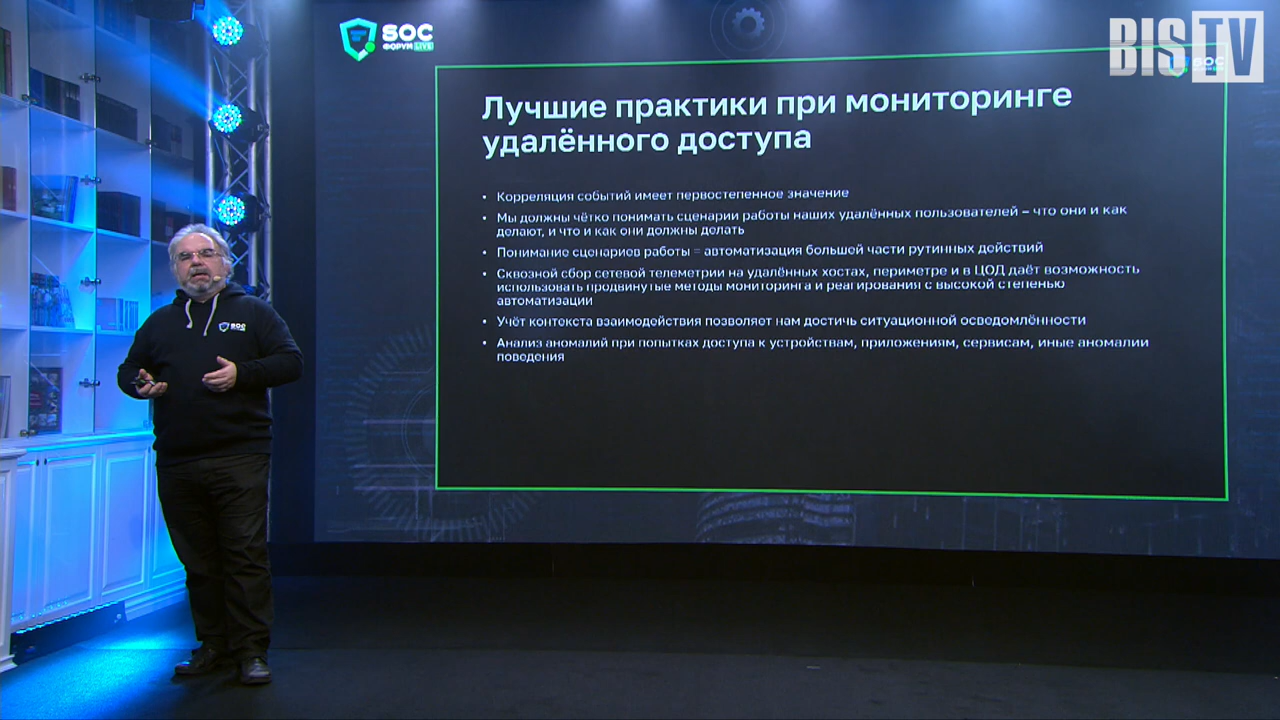 SOC
ФОРУМ LIVE
BIS TV
SOC
Лучшие практики при мониторинге
удалённого доступа
• Корреляция событий имеет первостепенное значение
• Мы должны чётко понимать сценарии работы наших удалённых пользователей – что они и как
делают, и что и как они должны делать
• Понимание сценариев работы = автоматизация большей части рутинных действий
• Сквозной сбор сетевой телеметрии на удалённых хостах, периметре и в ЦОД даёт возможность
использовать продвинутые методы мониторинга и реагирования с высокой степенью
автоматизации
• Учёт контекста взаимодействия позволяет нам достичь ситуационной осведомлённости
• Анализ аномалий при попытках доступа к устройствам, приложениям, сервисам, иные аномалии
поведения
SOC